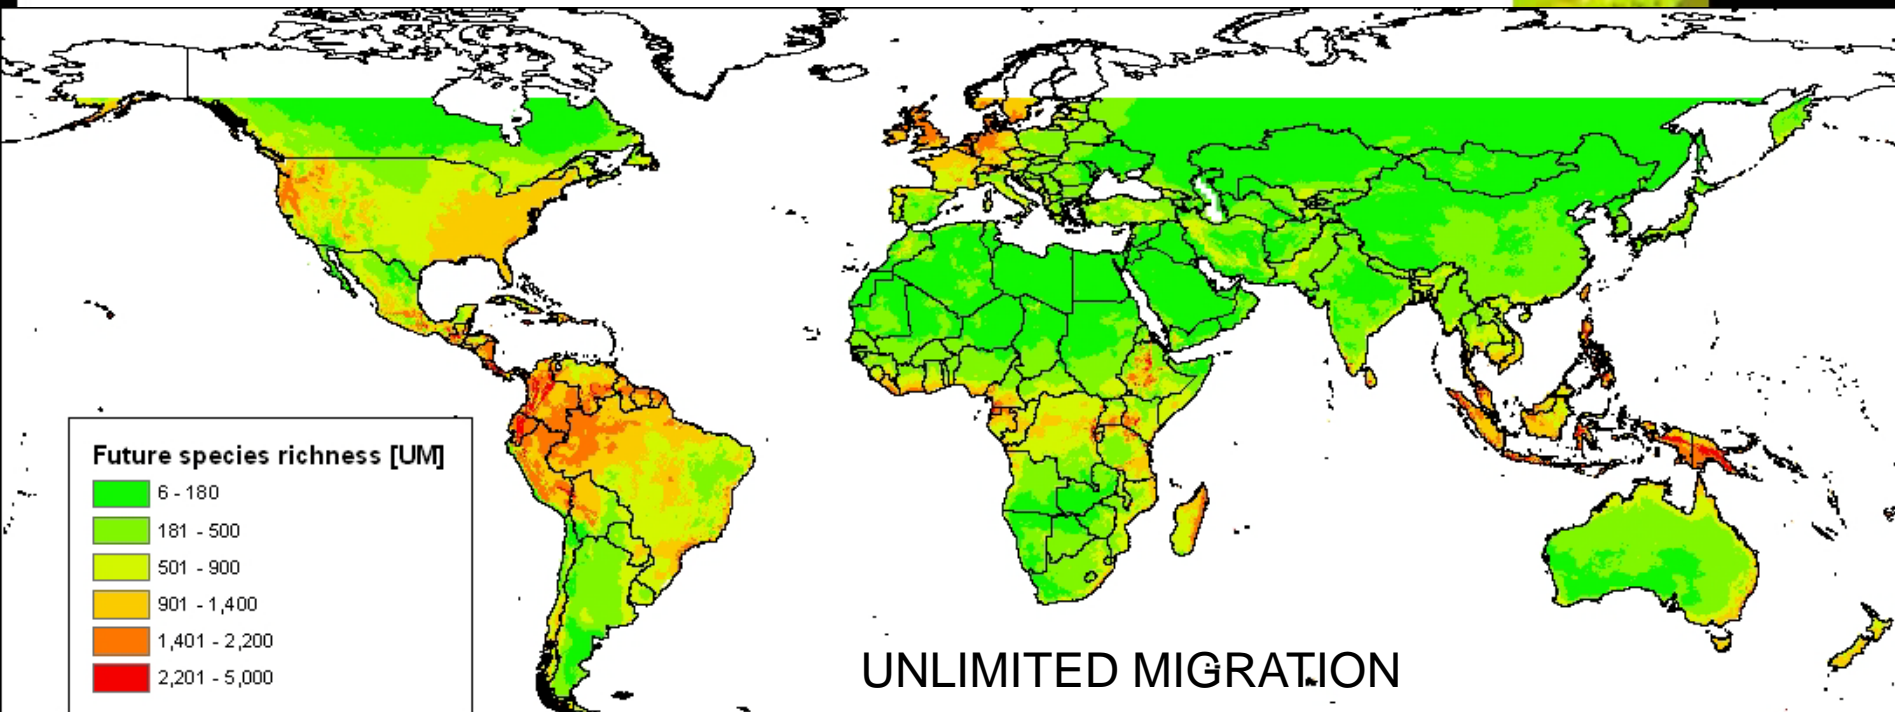 Future species richness [UM]
6 - 180
181 - 500
501 - 900
901 - 1,400
1,401 - 2,200
2,201 - 5,000
UNLIMITED MIGRATION